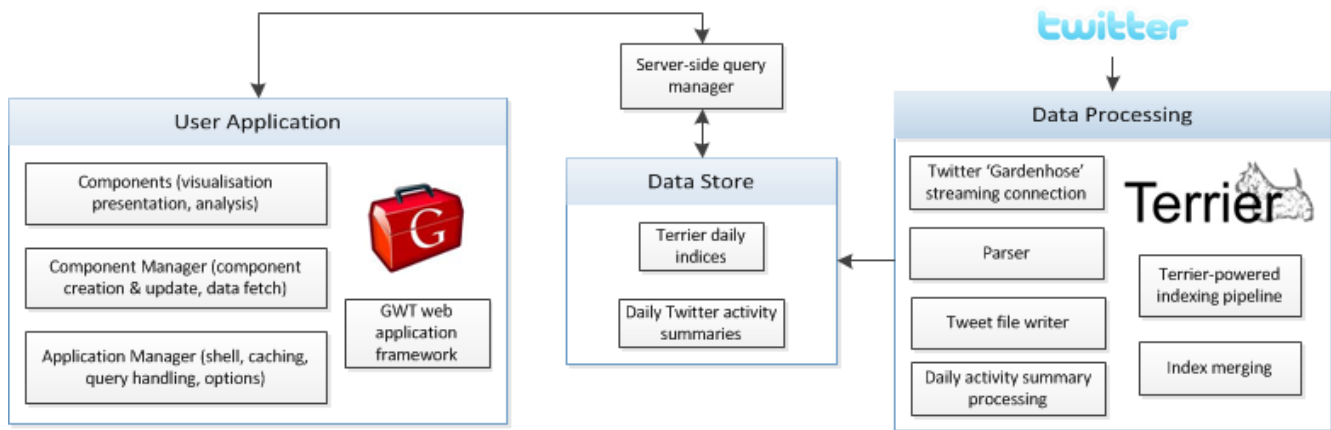 twitter
Server-side query
manager
User Application
Components (visualisation
presentation, analysis)
Component Manager (component
creation & update, data fetch)
Application Manager (shell, caching,
query handling, options)
G
GWT web
application
framework
Data Store
Terrier daily
indices
Daily Twitter activity
summaries
Data Processing
Twitter ‘Gardenhose’
streaming connection
Parser
Tweet file writer
Daily activity summary
processing
Terrier
Terrier-powered
indexing pipeline
Index merging